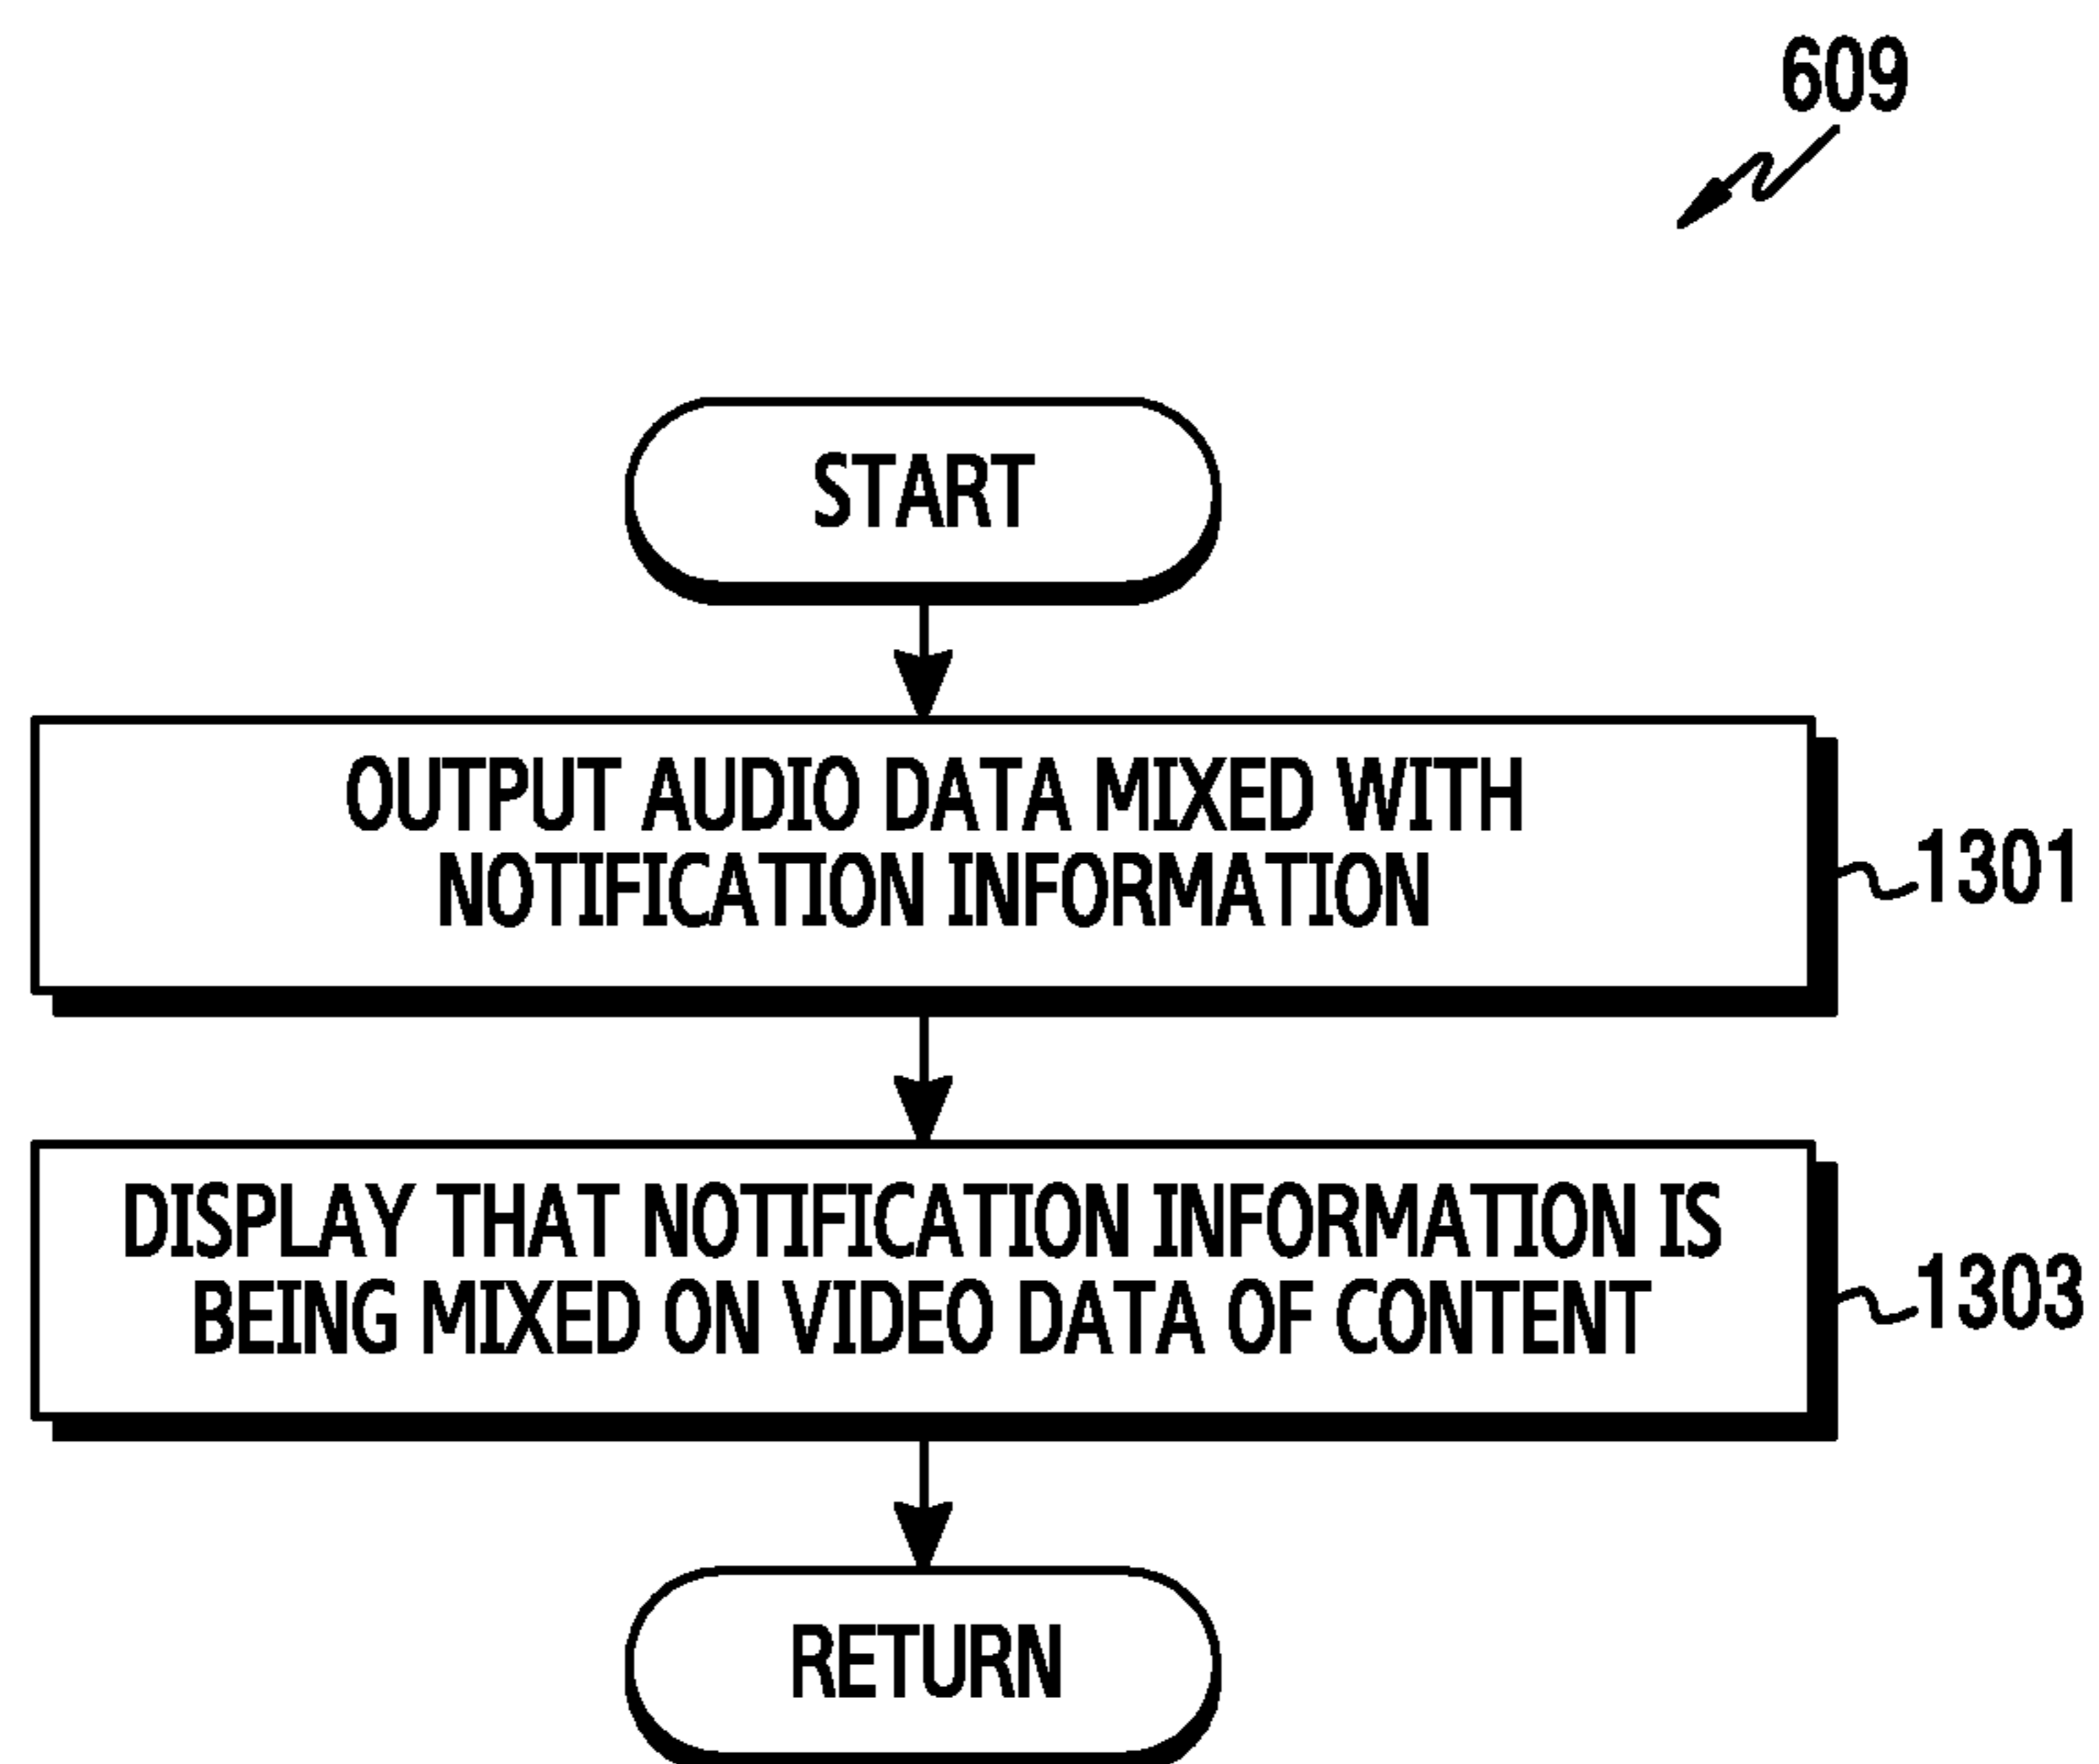 609
START
OUTPUT AUDIO DATA MIXED WITH
NOTIFICATION INFORMATION
1301
DISPLAY THAT NOTIFICATION INFORMATION IS
BEING MIXED ON VIDEO DATA OF CONTENT
1303
RETURN